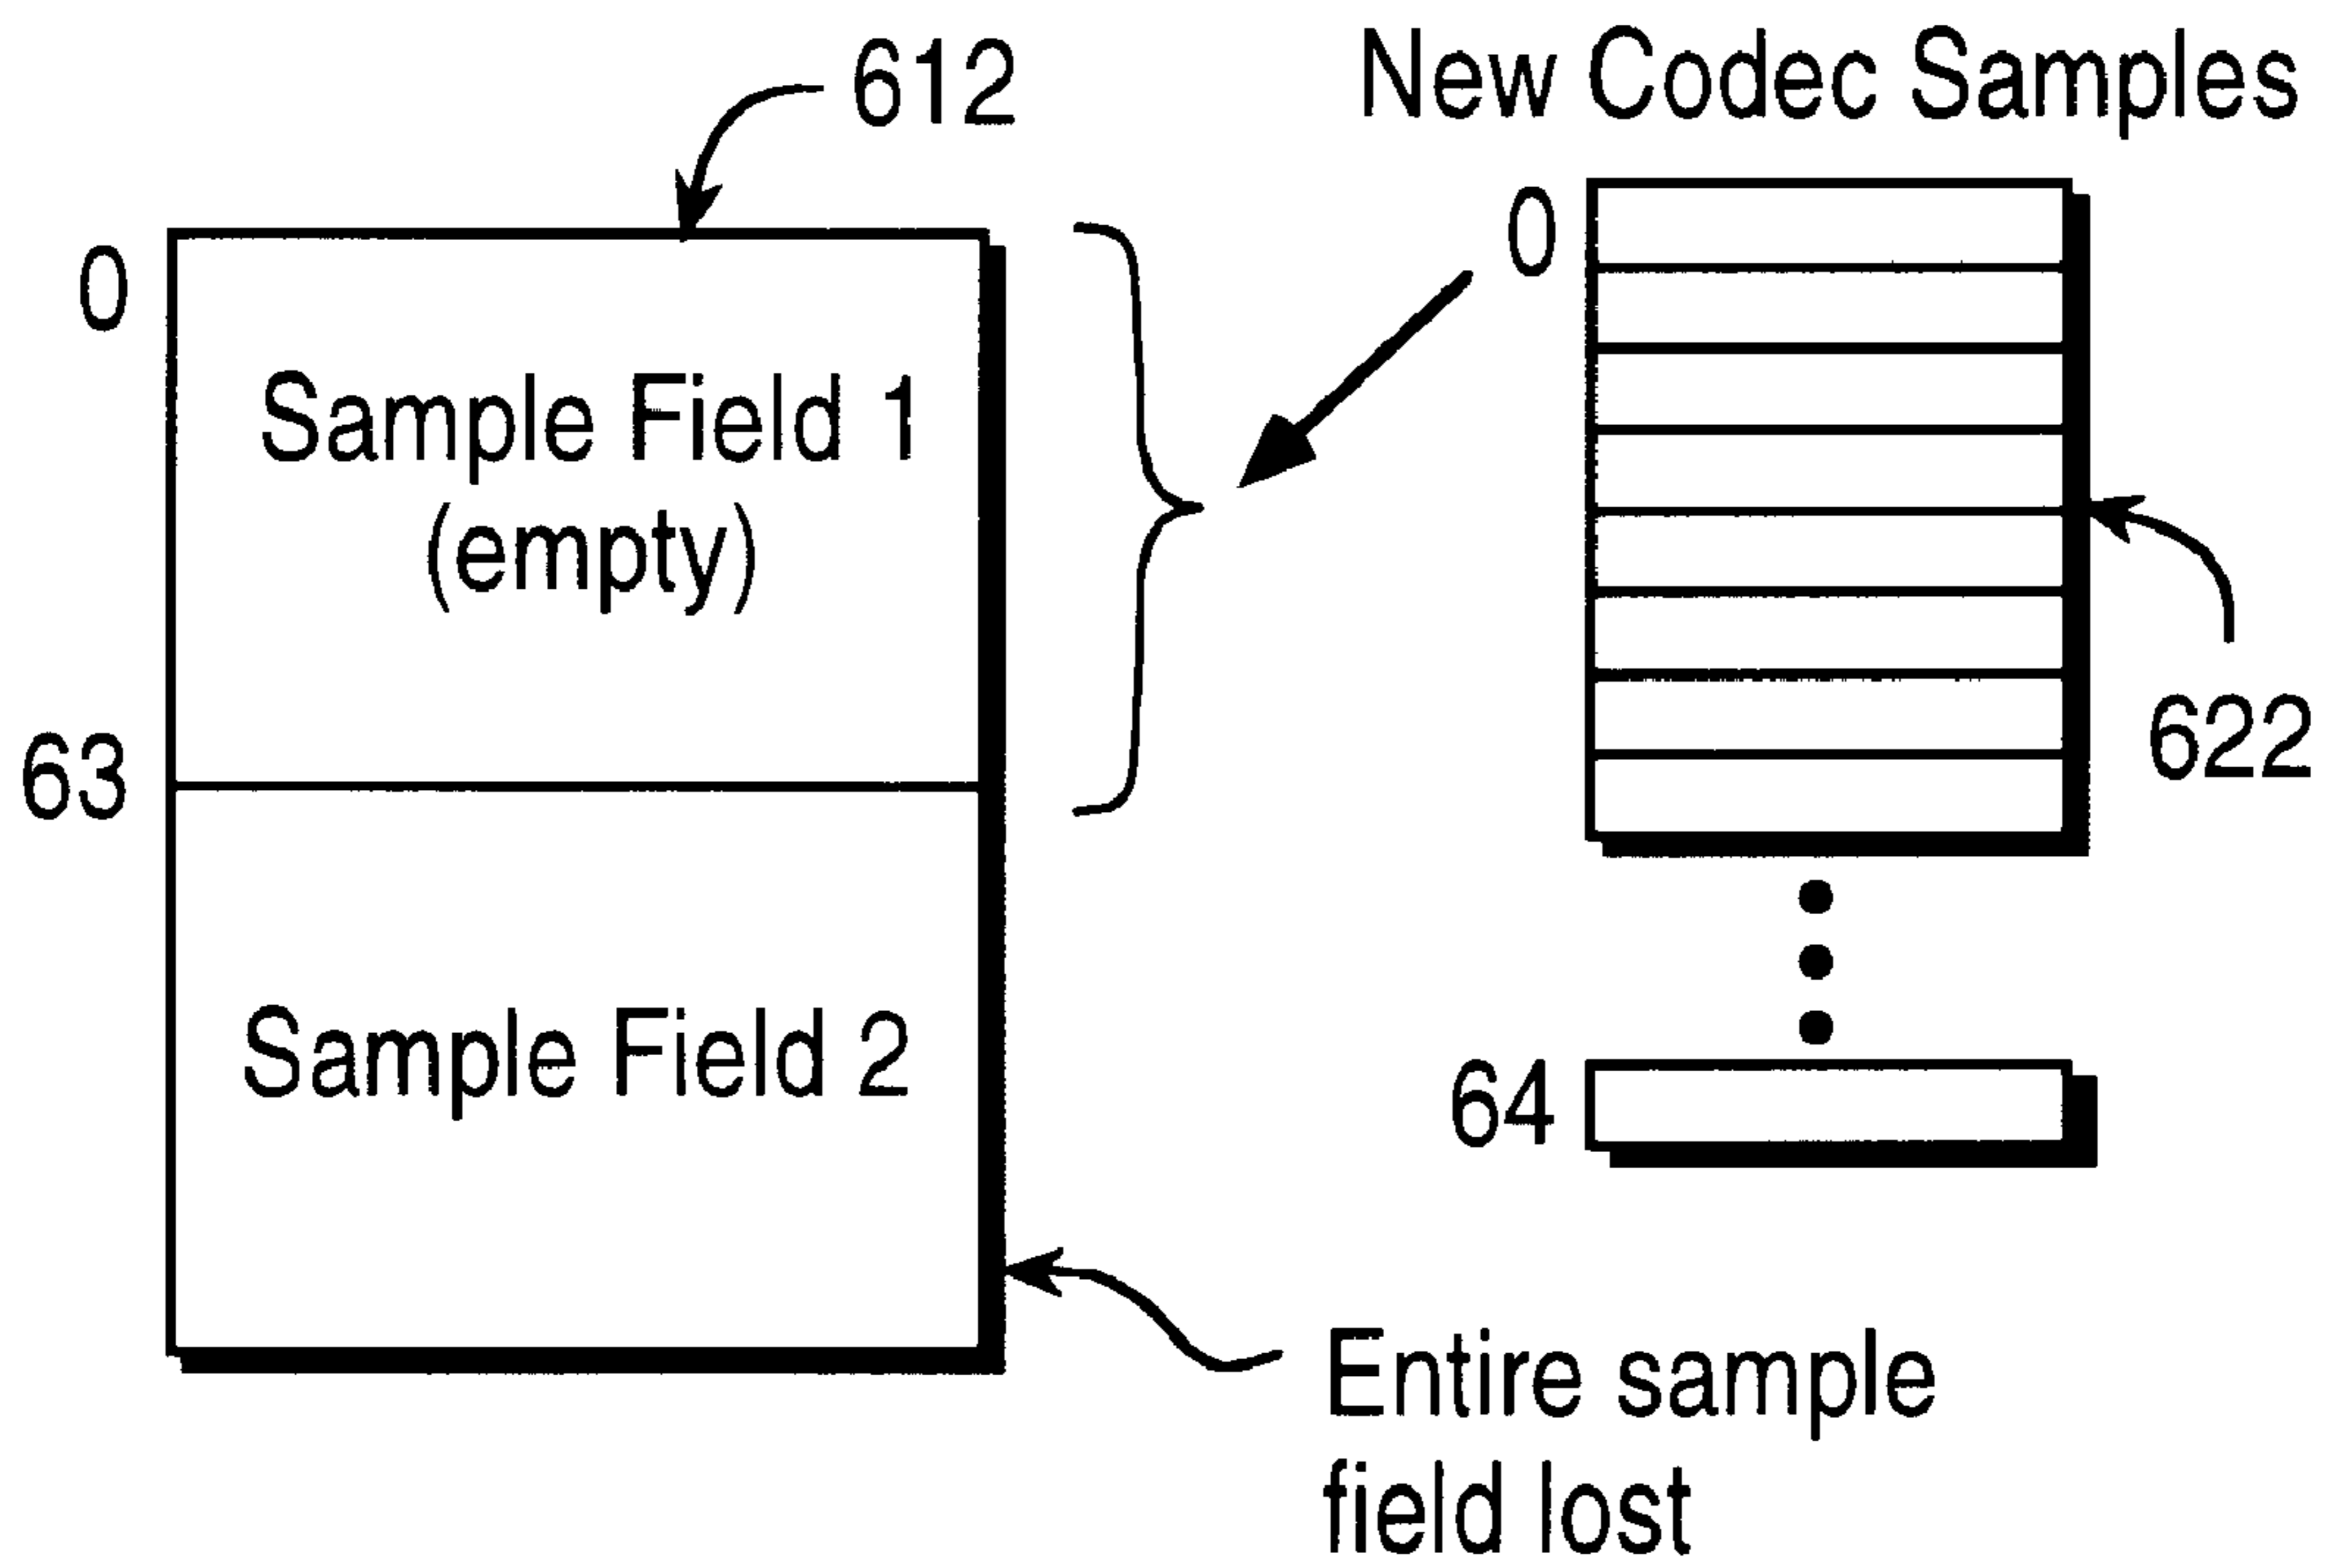 612
New Codec Samples
0
Sample Field 1
(empty)
63
Sample Field 2
0
622
64
Entire sample
field lost